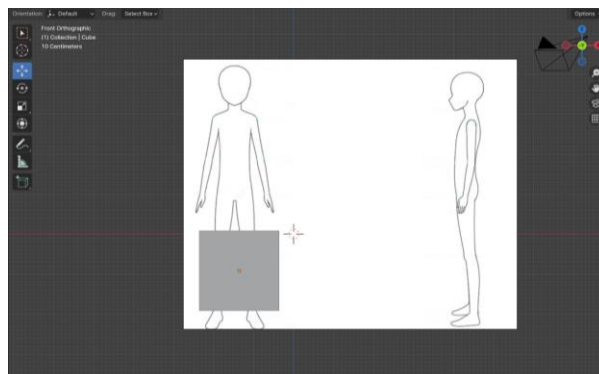 Orientation: Default Drag: Select Box Options
Front Orthographic
(1) Collection | Cube
10 Centimeters